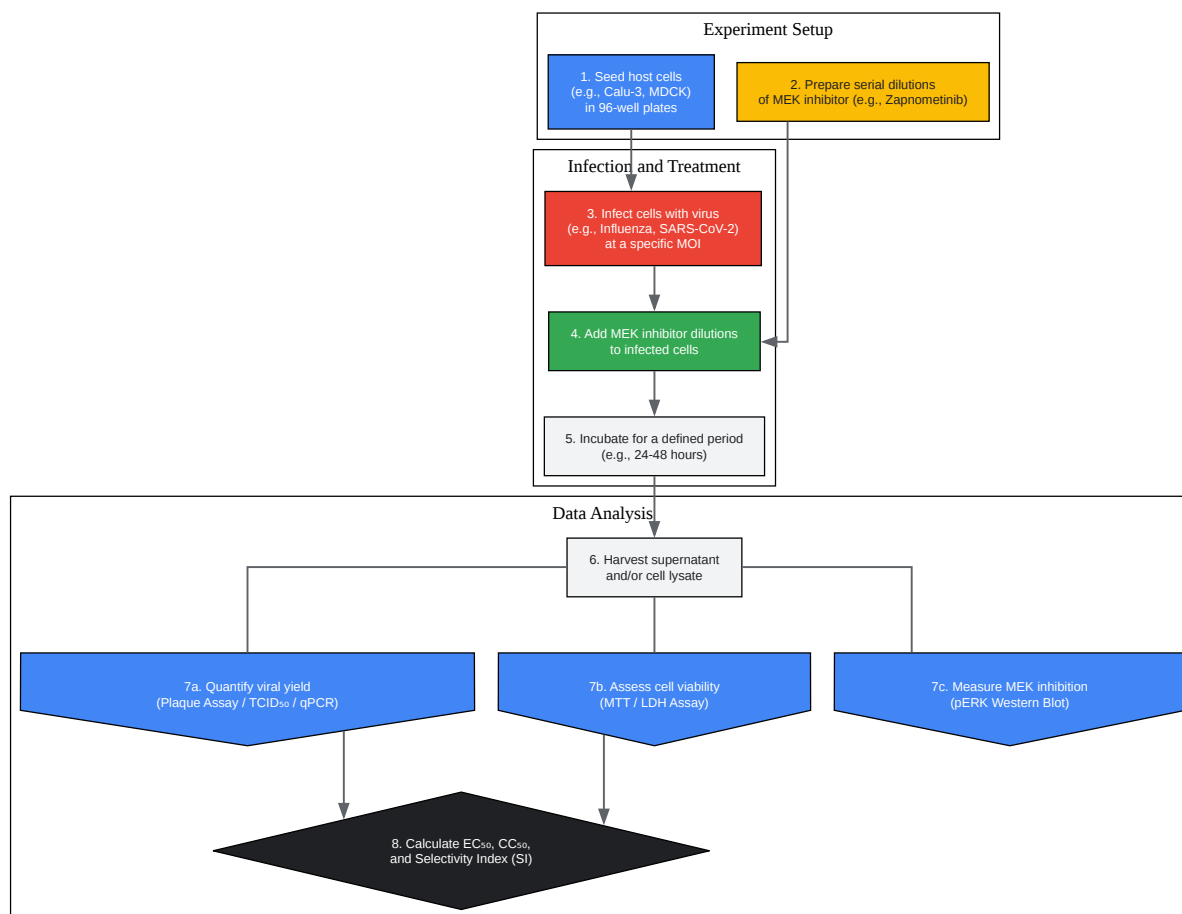 Experiment Setup
1. Seed host cells
(e.g., Calu-3, MDCK)
in 96-well plates
2. Prepare serial dilutions
of MEK inhibitor (e.g., Zapnometinib)
Infection and Treatment
3. Infect cells with virus
(e.g., Influenza, SARS-CoV-2)
at a specific MOI
4. Add MEK inhibitor dilutions
to infected cells
5. Incubate for a defined period
(e.g., 24-48 hours)
Data Analysis
6. Harvest supernatant
and/or cell lysate
7a. Quantify viral yield
(Plaque Assay / TCID₅₀ / qPCR)
7b. Assess cell viability
(MTT / LDH Assay)
7c. Measure MEK inhibition
(pERK Western Blot)
8. Calculate EC₅₀, CC₅₀,
and Selectivity Index (SI)